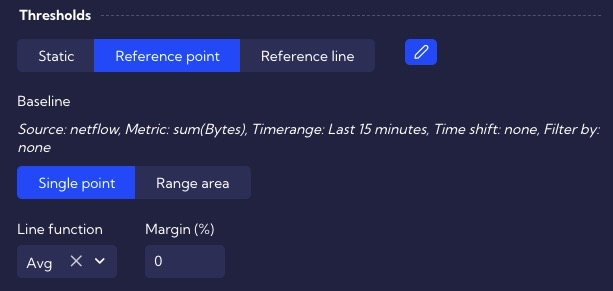 Thresholds
Static Reference point Reference line
Baseline
Source: netflow, Metric: sum(Bytes), Timerange: Last 15 minutes, Time shift: none, Filter by:
none
Single point Range area
Line function Margin (%)
Avg 0